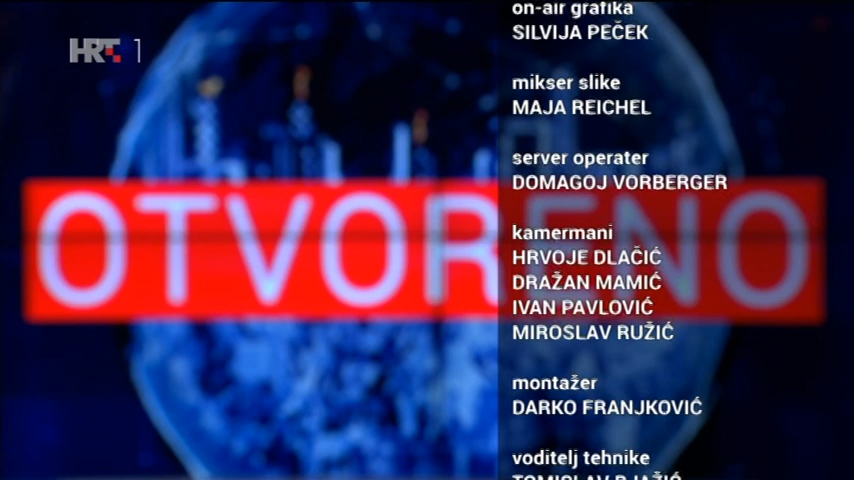 HRT 1
OTVORENO
on-air grafika
SILVIJA PEČEK
mikser slike
MAJA REICHEL
server operater
DOMAGOJ VORBERGER
kamermani
HRVOJE DLAČIĆ
DRAŽAN MAMIĆ
IVAN PAVLOVIĆ
MIROSLAV RUŽIĆ
montažer
DARKO FRANJKOVIĆ
voditelj tehnike
TOMISLAV